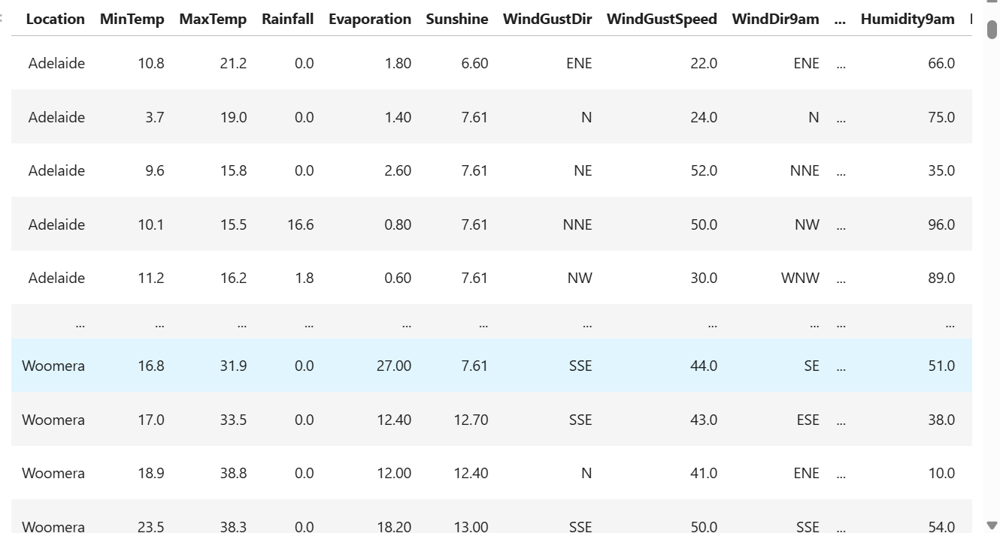 Location MinTemp MaxTemp Rainfall Evaporation Sunshine WindGustDir WindGustSpeed WindDir9am ... Humidity9am
Adelaide 10.8 21.2 0.0 1.80 6.60 ENE 22.0 ENE ... 66.0
Adelaide 3.7 19.0 0.0 1.40 7.61 N 24.0 N ... 75.0
Adelaide 9.6 15.8 0.0 2.60 7.61 NE 52.0 NNE ... 35.0
Adelaide 10.1 15.5 16.6 0.80 7.61 NNE 50.0 NW ... 96.0
Adelaide 11.2 16.2 1.8 0.60 7.61 NW 30.0 WNW ... 89.0
... ... ... ... ... ... ... ... ... ... ...
Woomera 16.8 31.9 0.0 27.00 7.61 SSE 44.0 SE ... 51.0
Woomera 17.0 33.5 0.0 12.40 12.70 SSE 43.0 ESE ... 38.0
Woomera 18.9 38.8 0.0 12.00 12.40 N 41.0 ENE ... 10.0
Woomera 23.5 38.3 0.0 18.20 13.00 SSE 50.0 SSE ... 54.0